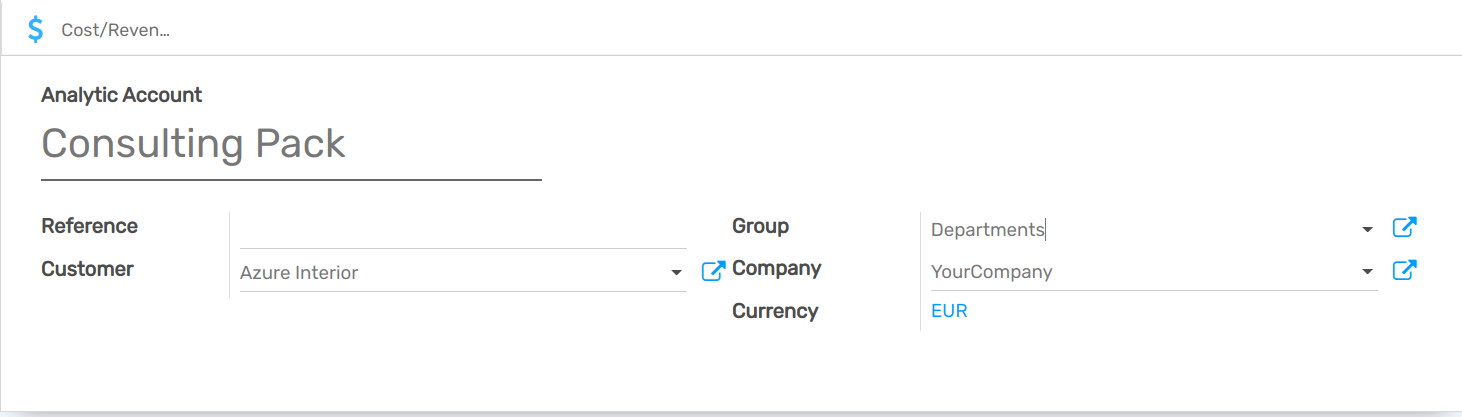 Cost/Reven...
Analytic Account
Consulting Pack
Reference
Customer
Azure Interior
Group
Departments
Company
YourCompany
Currency
EUR